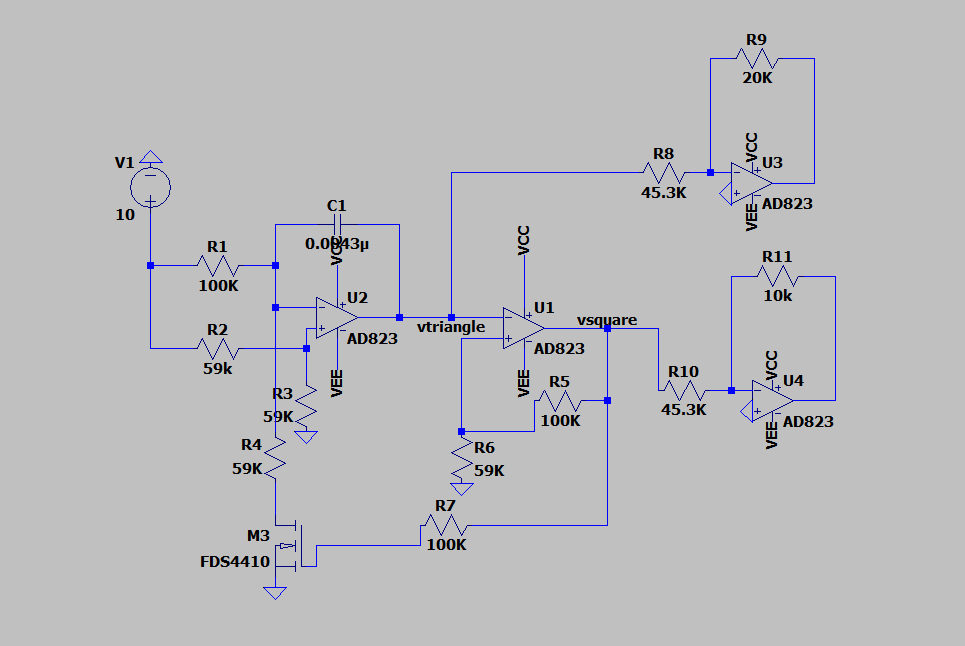 R9
20K
VCC
U3
AD823
VEE
R8
45.3K
V1
10
C1
0.0043µ
VCC
R1
100K
U2
AD823
VEE
R2
59k
R3
59K
R4
59K
M3
FDS4410
vtriangle
VCC
U1
AD823
VEE
vsquare
R5
100K
R6
59K
R7
100K
R11
10k
R10
45.3K
VCC
U4
AD823
VEE